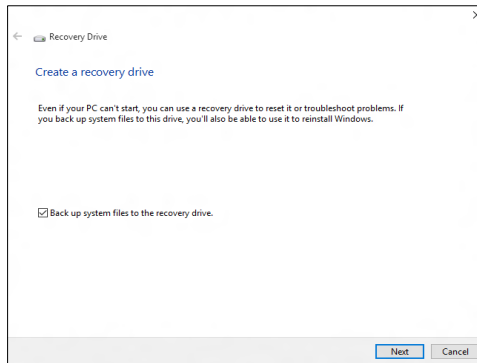 Recovery Drive
Create a recovery drive
Even if your PC can't start, you can use a recovery drive to reset it or troubleshoot problems. If
you back up system files to this drive, you'll also be able to use it to reinstall Windows.
Back up system files to the recovery drive.
Next Cancel